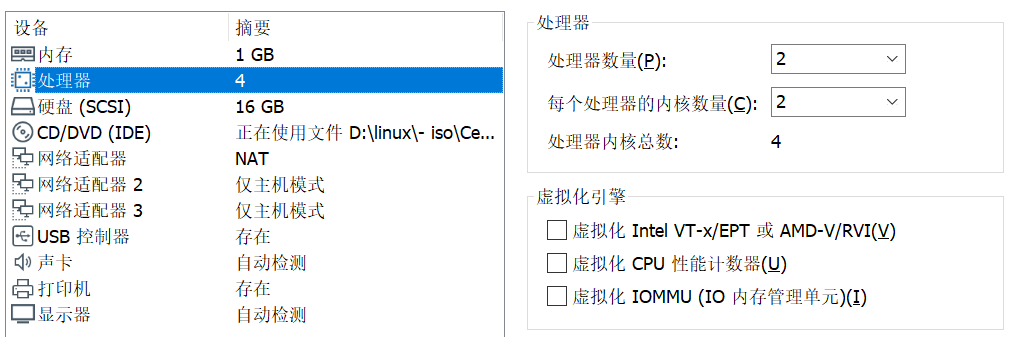 设备 摘要
内存 1 GB
处理器 4
硬盘 (SCSI) 16 GB
CD/DVD (IDE) 正在使用文件 D:\linux\- iso\Ce...
网络适配器 NAT
网络适配器 2 仅主机模式
网络适配器 3 仅主机模式
USB 控制器 存在
声卡 自动检测
打印机 存在
显示器 自动检测
处理器
处理器数量(P): 2
每个处理器的内核数量(C): 2
处理器内核总数: 4
虚拟化引擎
虚拟化 Intel VT-x/EPT 或 AMD-V/RVI(V)
虚拟化 CPU 性能计数器(U)
虚拟化 IOMMU (IO 内存管理单元)(I)